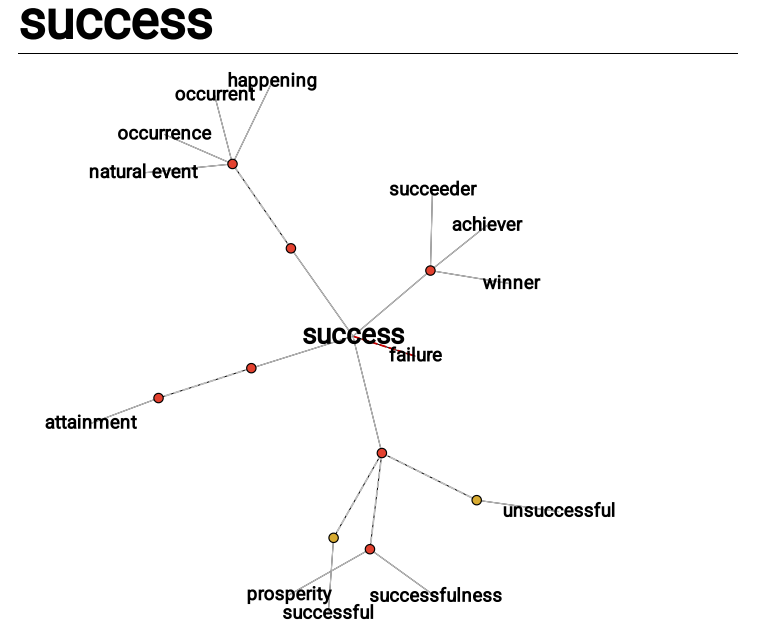 success
happening
occurrent
occurrence
natural event
succeeder
achiever
winner
success
failure
attainment
unsuccessful
prosperity
successfulness
successful